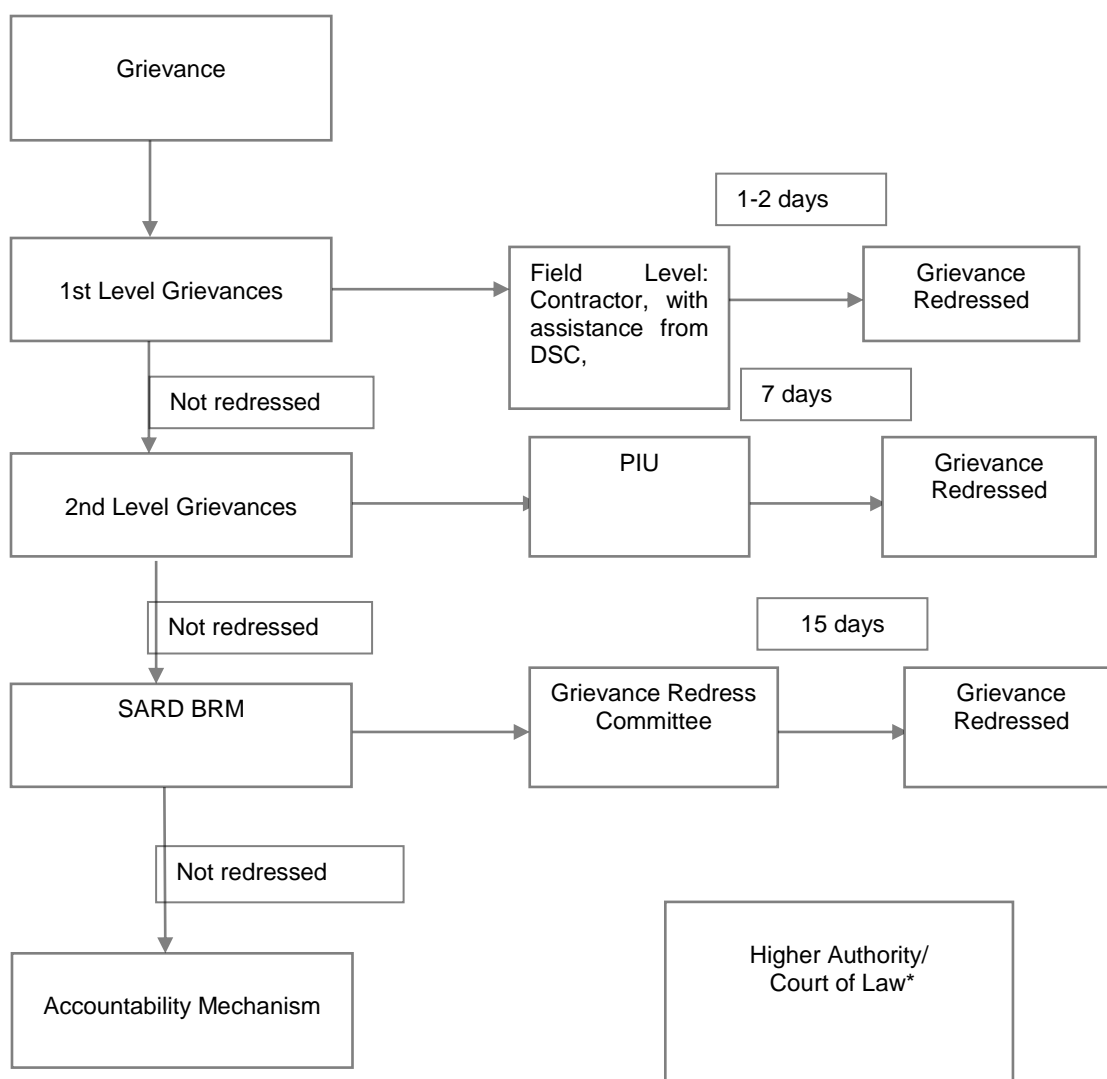 Grievance
1-2 days
1st Level Grievances
Field Level:
Contractor, with
assistance from
DSC,
Grievance
Redressed
Not redressed
7 days
2nd Level Grievances
PIU
Grievance
Redressed
Not redressed
15 days
SARD BRM
Grievance Redress
Committee
Grievance
Redressed
Not redressed
Accountability Mechanism
Higher Authority/
Court of Law*